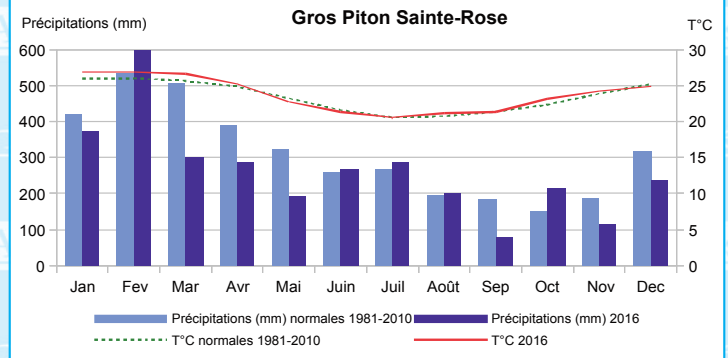 Gros Piton Sainte-Rose
Précipitations (mm) T°C
600 30
500 25
400 20
300 15
200 10
100 5
0 0
Jan Fev Mar Avr Mai Juin Juil Août Sep Oct Nov Dec
Précipitations (mm) normales 1981-2010 Précipitations (mm) 2016
T°C normales 1981-2010 T°C 2016